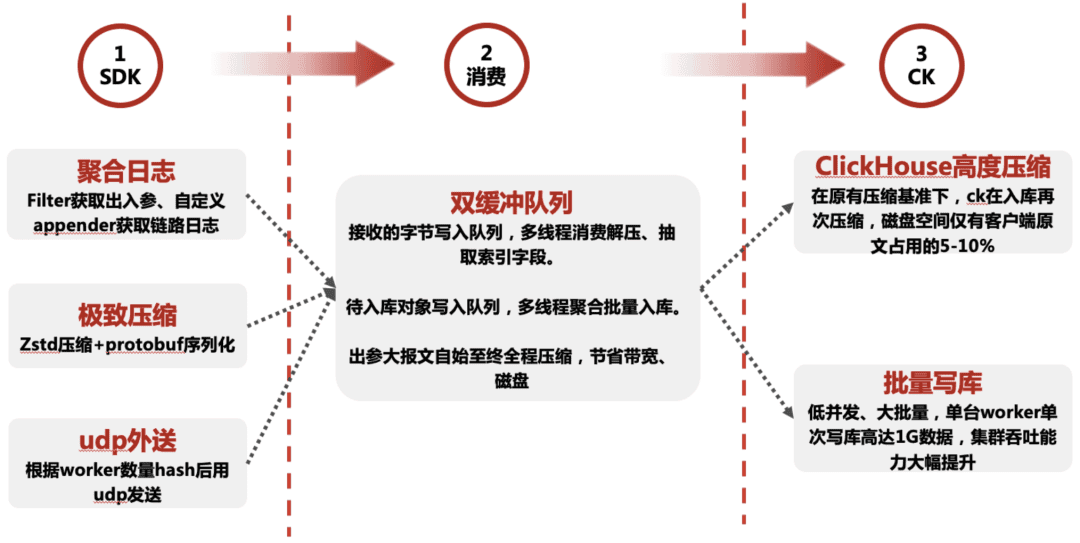 1
SDK
2
消费
3
CK
聚合日志
Filter获取出入参、自定义
appender获取链路日志
极致压缩
Zstd压缩+protobuf序列化
udp外送
根据worker数量hash后用
udp发送
双缓冲队列
接收的字节写入队列，多线程消费解压、抽
取索引字段。
待入库对象写入队列，多线程聚合批量入库。
出参大报文自始至终全程压缩，节省带宽、
磁盘
ClickHouse高度压缩
在原有压缩基准下，ck在入库再
次压缩，磁盘空间仅有客户端原
文占用的5-10%
批量写库
低并发、大批量，单台worker单
次写库高达1G数据，集群吞吐能
力大幅提升